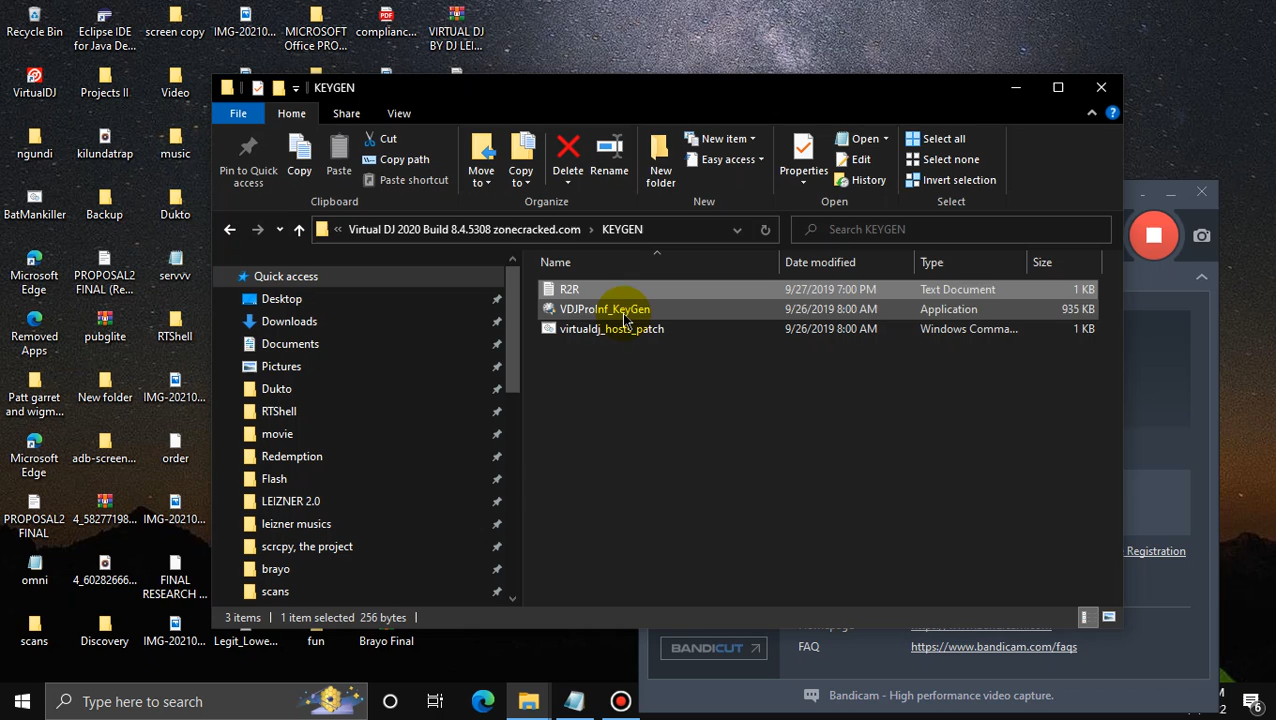 Recycle Bin
Eclipse IDE
for Java De...
screen copy
IMG-20210...
MICROSOFT
Office PRO...
complianc...
VIRTUAL DJ
BY DJ LEI...
VirtualDJ
Projects II
Video
ngundi
kilundatrap
music
BatMankiller
Backup
Dukto
Microsoft
Edge
PROPOSAL2
FINAL (Re...
servvv
Removed
Apps
pubglite
RTShell
Patt garret
and wigm...
New folder
IMG-20210...
Microsoft
Edge
adb-screen...
order
PROPOSAL2
FINAL
4_58277198...
IMG-20210...
omni
4_60282666...
FINAL
RESEARCH ...
scans
Discovery
IMG-20210...
Legit_Lowe...
fun
Brayo Final
KEYGEN
File
Home
Share
View
Pin to Quick
access
Copy
Paste
Cut
Copy path
Paste shortcut
Clipboard
Move
to
Copy
to
Delete
Rename
Organize
New
folder
New item
Easy access
New
Properties
Open
Edit
History
Open
Select all
Select none
Invert selection
Select
« Virtual DJ 2020 Build 8.4.5308 zonecracked.com › KEYGEN
Search KEYGEN
Quick access
Desktop
Downloads
Documents
Pictures
Dukto
RTShell
movie
Redemption
Flash
LEIZNER 2.0
leizner musics
scrcpy, the project
brayo
scans
Name
Date modified
Type
Size
R2R
9/27/2019 7:00 PM
Text Document
1 KB
VDJProInf_KeyGen
9/26/2019 8:00 AM
Application
935 KB
virtualdj_hosts_patch
9/26/2019 8:00 AM
Windows Comma...
1 KB
3 items
1 item selected 256 bytes
Registration
BANDICUT
FAQ
https://www.bandicam.com/faqs
Bandicam - High performance video capture.
Type here to search
6